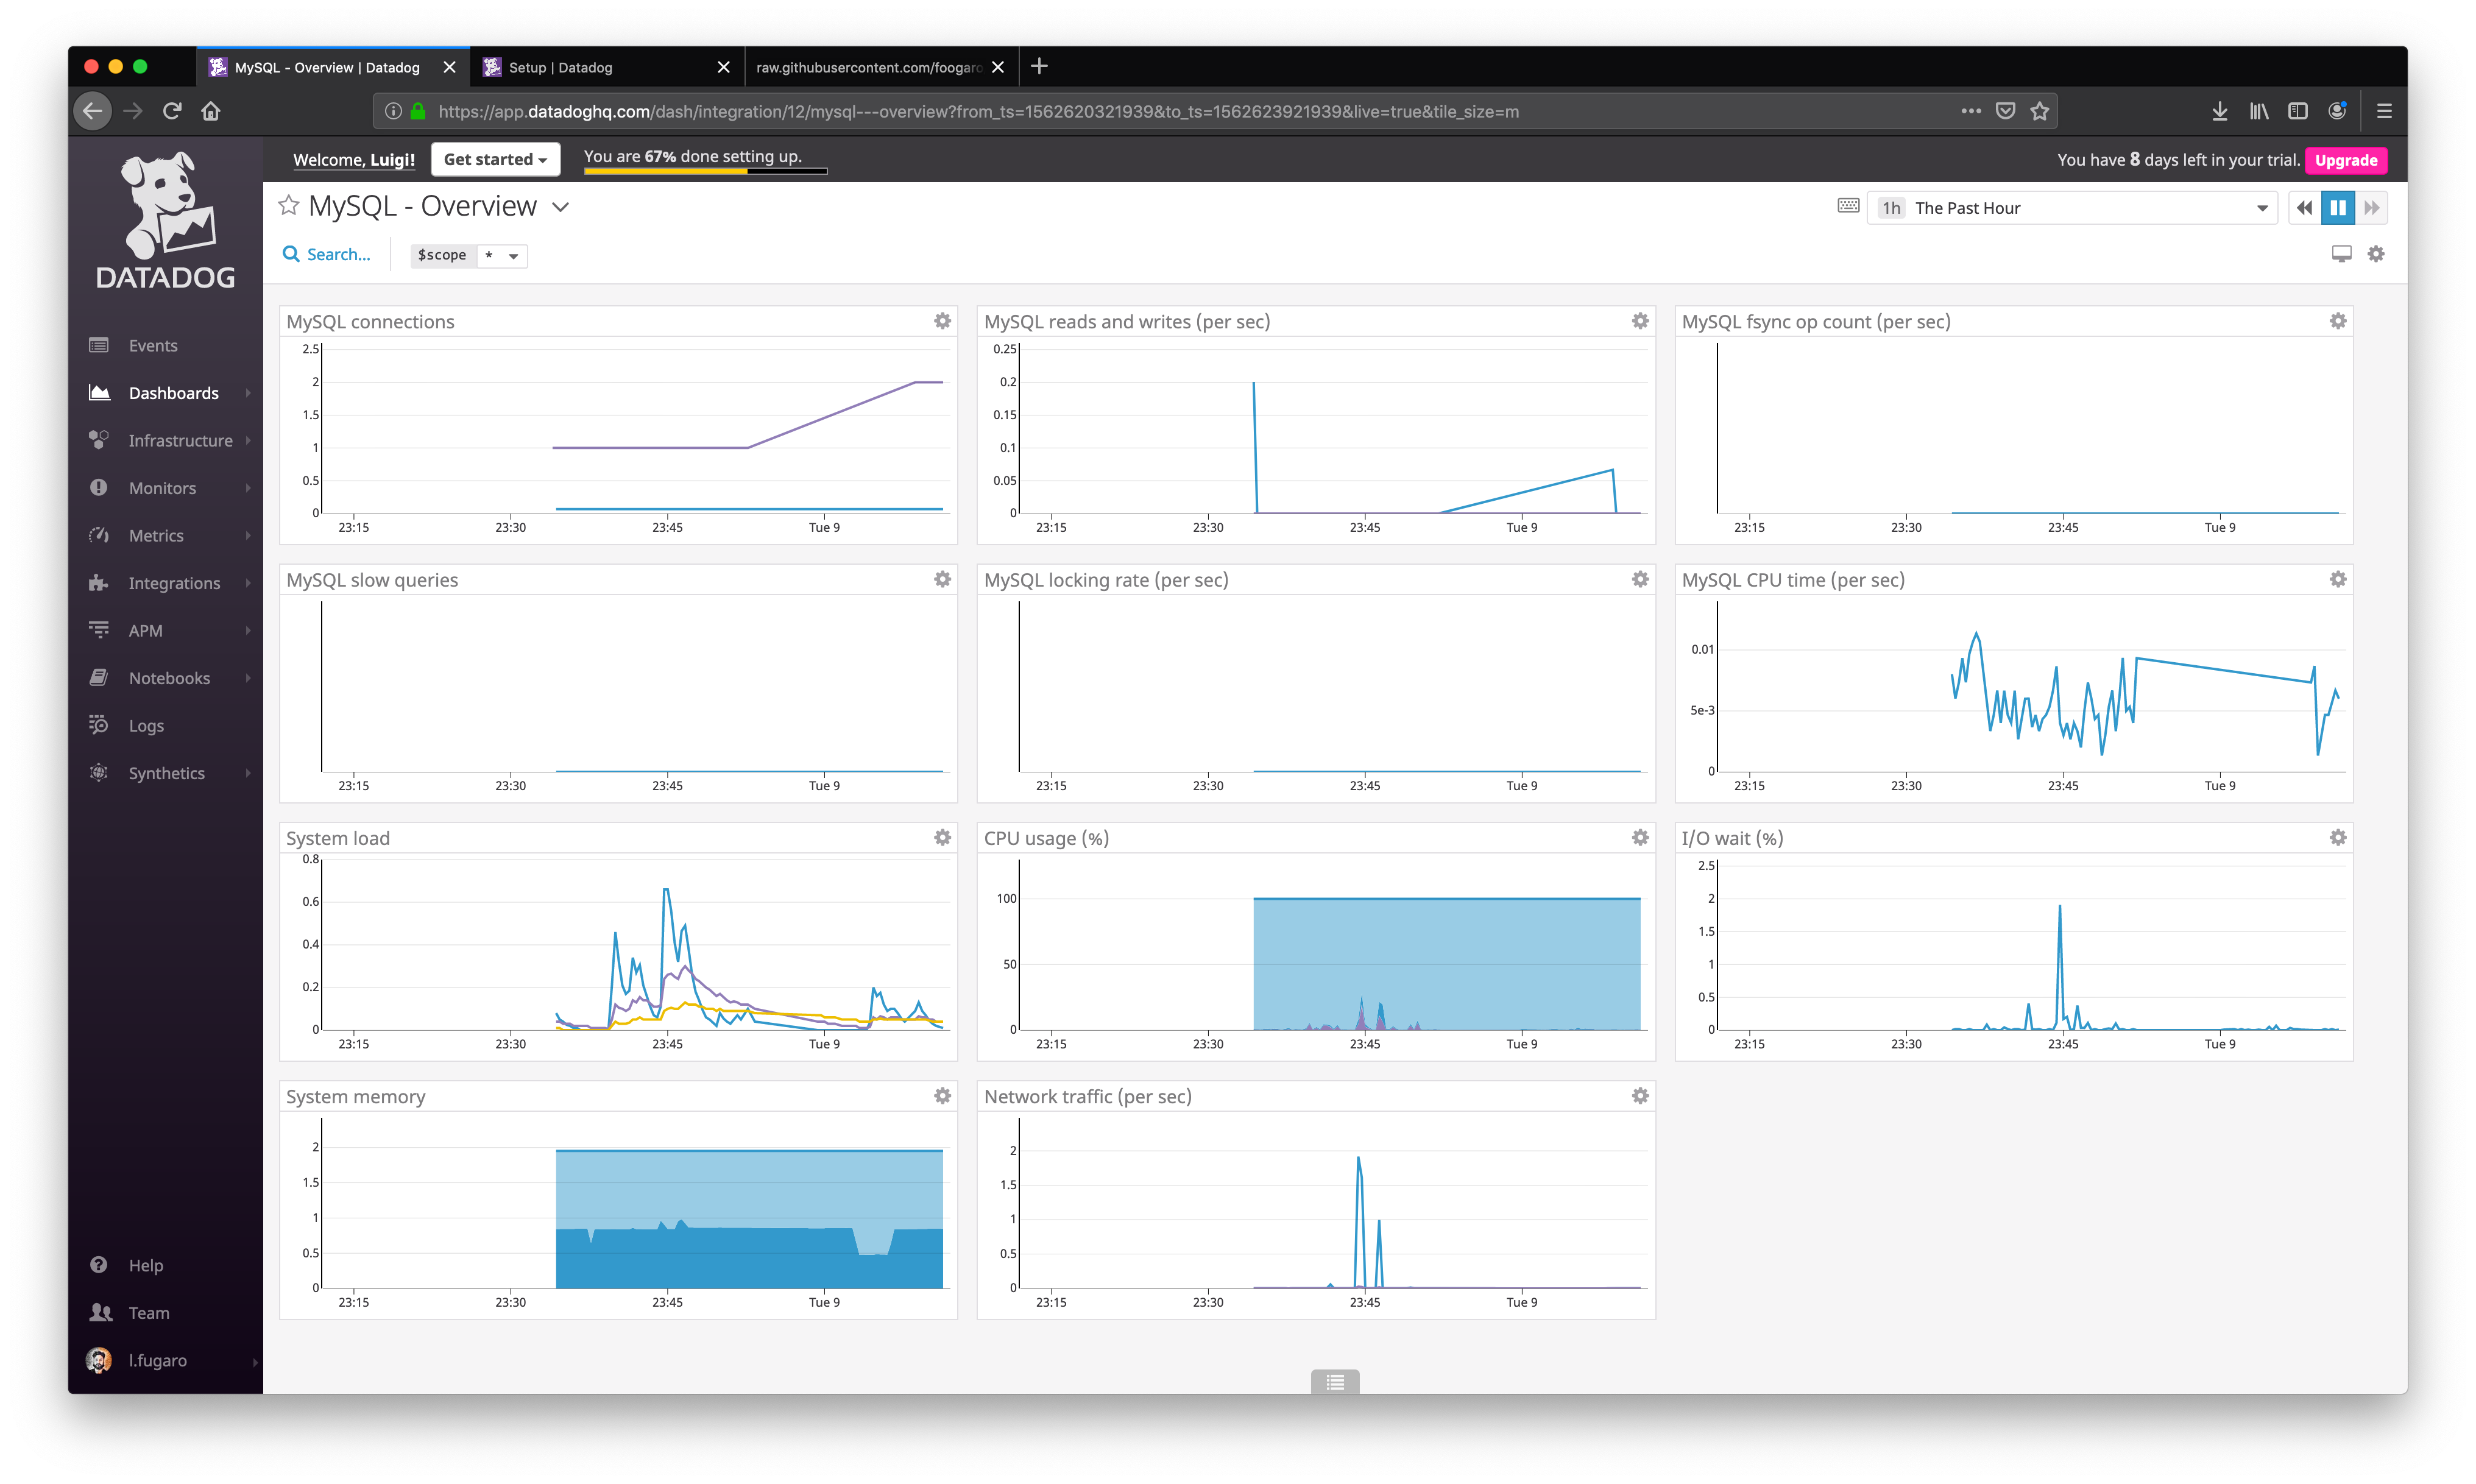 MySQL - Overview | Datadog
Setup | Datadog
raw.githubusercontent.com/foogaro
https://app.datadoghq.com/dash/integration/12/mysql---overview?from_ts=1562620321939&to_ts=1562623921939&live=true&tile_size=m
DATADOG
Welcome, Luigi!
Get started
You are 67% done setting up.
You have 8 days left in your trial.
Upgrade
MySQL - Overview
1h The Past Hour
Search...
$scope *
Events
Dashboards
Infrastructure
Monitors
Metrics
Integrations
APM
Notebooks
Logs
Synthetics
Help
Team
l.fugaro
MySQL connections
2.5
2
1.5
1
0.5
0
23:15 23:30 23:45 Tue 9
MySQL reads and writes (per sec)
0.25
0.2
0.15
0.1
0.05
0
23:15 23:30 23:45 Tue 9
MySQL fsync op count (per sec)
23:15 23:30 23:45 Tue 9
MySQL slow queries
23:15 23:30 23:45 Tue 9
MySQL locking rate (per sec)
23:15 23:30 23:45 Tue 9
MySQL CPU time (per sec)
0.01
5e-3
0
23:15 23:30 23:45 Tue 9
System load
0.8
0.6
0.4
0.2
0
23:15 23:30 23:45 Tue 9
CPU usage (%)
100
50
0
23:15 23:30 23:45 Tue 9
I/O wait (%)
2.5
2
1.5
1
0.5
0
23:15 23:30 23:45 Tue 9
System memory
2
1.5
1
0.5
0
23:15 23:30 23:45 Tue 9
Network traffic (per sec)
2
1.5
1
0.5
0
23:15 23:30 23:45 Tue 9